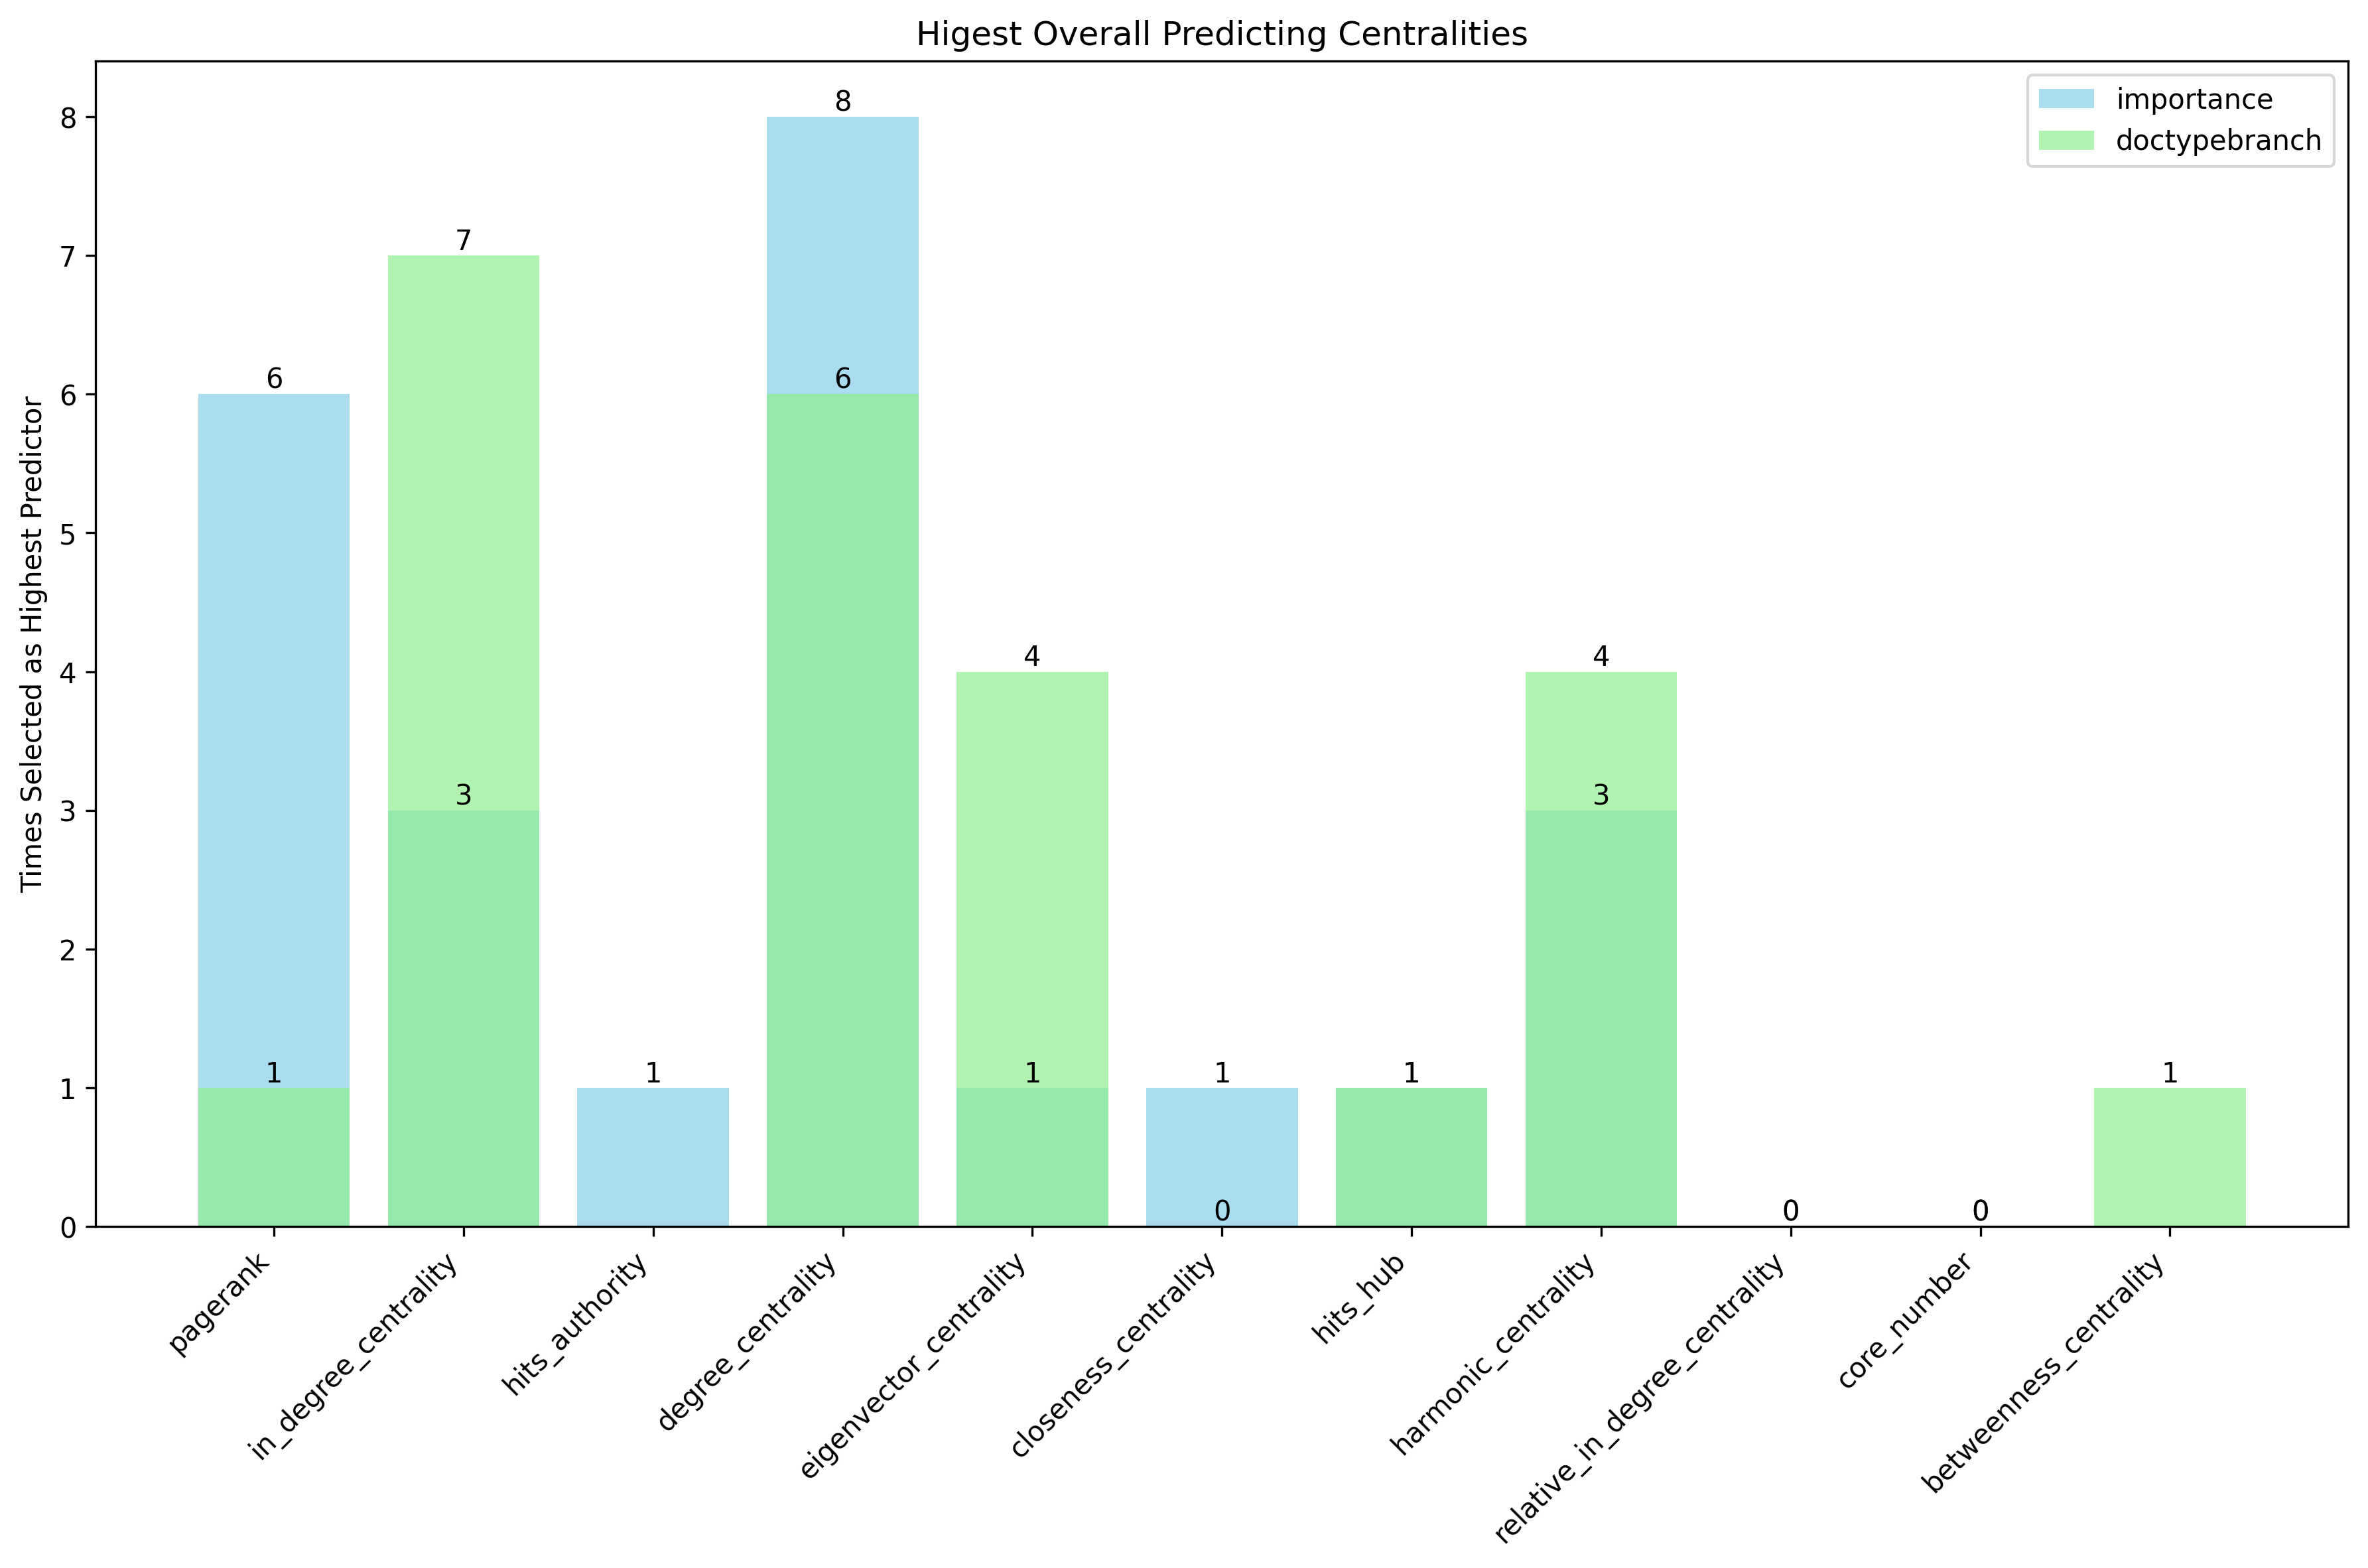 Higest Overall Predicting Centralities
importance
doctypebranch
Times Selected as Highest Predictor
8
7
6
5
4
3
2
1
0
6
1
7
3
1
8
6
4
1
1
0
1
4
3
0
0
1
pagerank
in_degree_centrality
hits_authority
degree_centrality
eigenvector_centrality
closeness_centrality
hits_hub
harmonic_centrality
relative_in_degree_centrality
core_number
betweenness_centrality